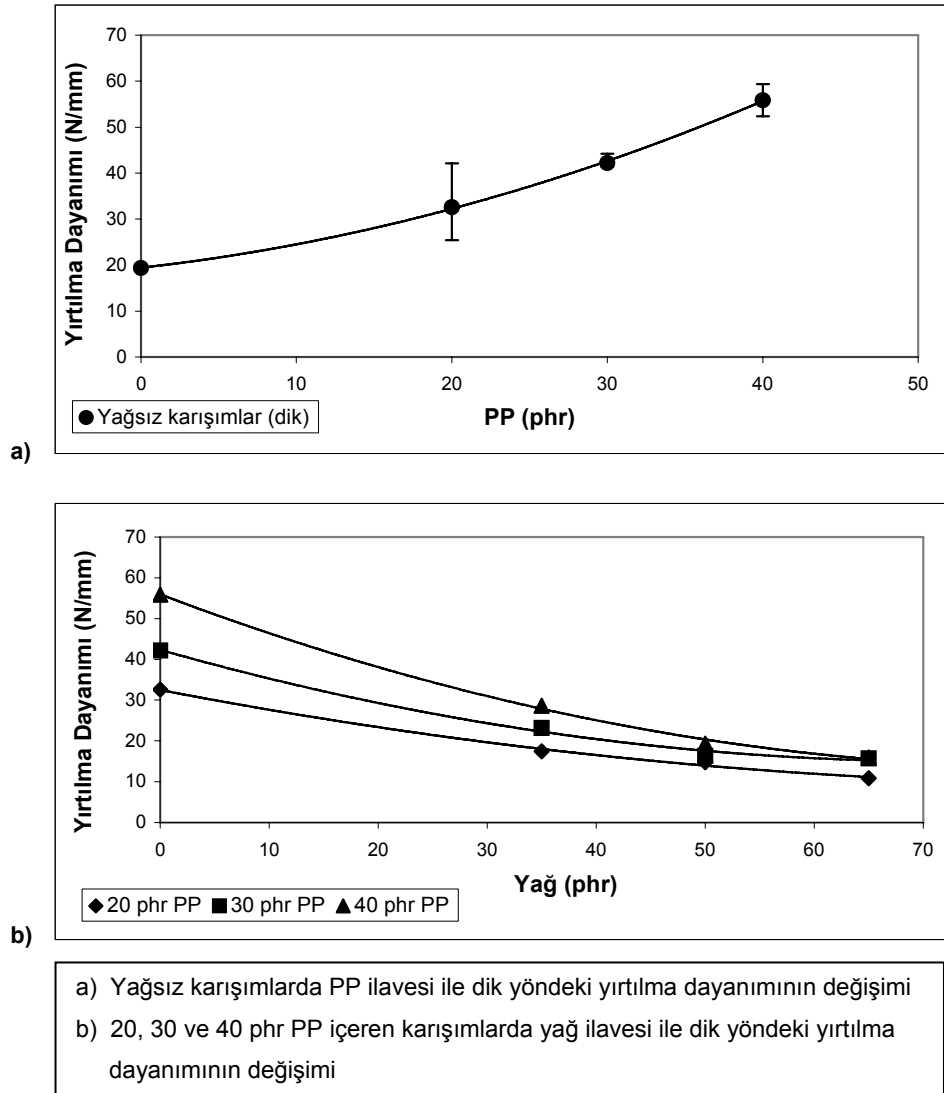 70
60
50
40
30
20
10
0
Yırtılma Dayanımı (N/mm)
0 10 20 30 40 50
Yağsız karışımlar (dik)
PP (phr)
a)
70
60
50
40
30
20
10
0
Yırtılma Dayanımı (N/mm)
0 10 20 30 40 50 60 70
Yağ (phr)
20 phr PP 30 phr PP 40 phr PP
b)
a) Yağsız karışımlarda PP ilavesi ile dik yöndeki yırtılma dayanımının değişimi
b) 20, 30 ve 40 phr PP içeren karışımlarda yağ ilavesi ile dik yöndeki yırtılma
dayanımının değişimi